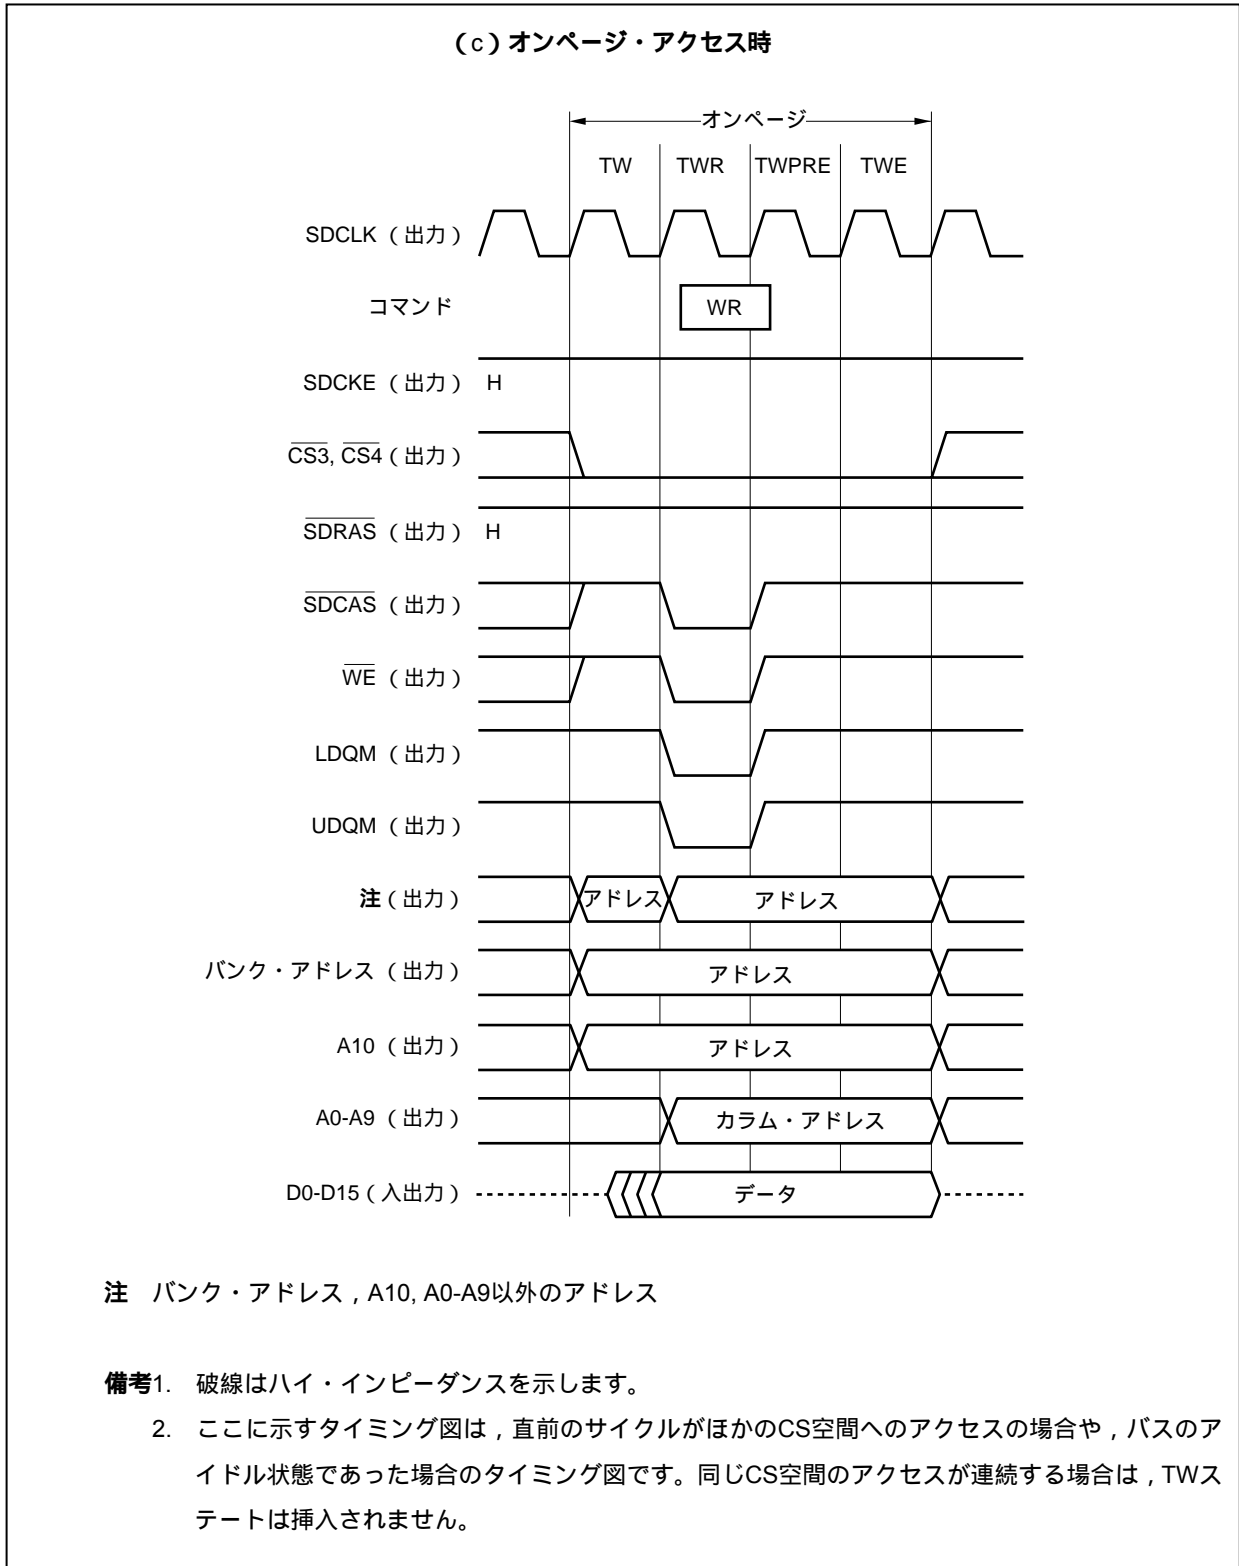 （c）オンページ・アクセス時
オンページ
TW TWR TWPRE TWE
SDCLK（出力）
コマンド WR
SDCKE（出力） H
CS3, CS4（出力）
SDRAS（出力） H
SDCAS（出力）
WE（出力）
LDQM（出力）
UDQM（出力）
注（出力） アドレス アドレス
バンク・アドレス（出力） アドレス
A10（出力） アドレス
A0-A9（出力） カラム・アドレス
D0-D15（入出力） データ
注 バンク・アドレス，A10, A0-A9以外のアドレス
備考1. 破線はハイ・インピーダンスを示します。
2. ここに示すタイミング図は，直前のサイクルがほかのCS空間へのアクセスの場合や，バスのア
イドル状態であった場合のタイミング図です。同じCS空間のアクセスが連続する場合は，TWス
テートは挿入されません。